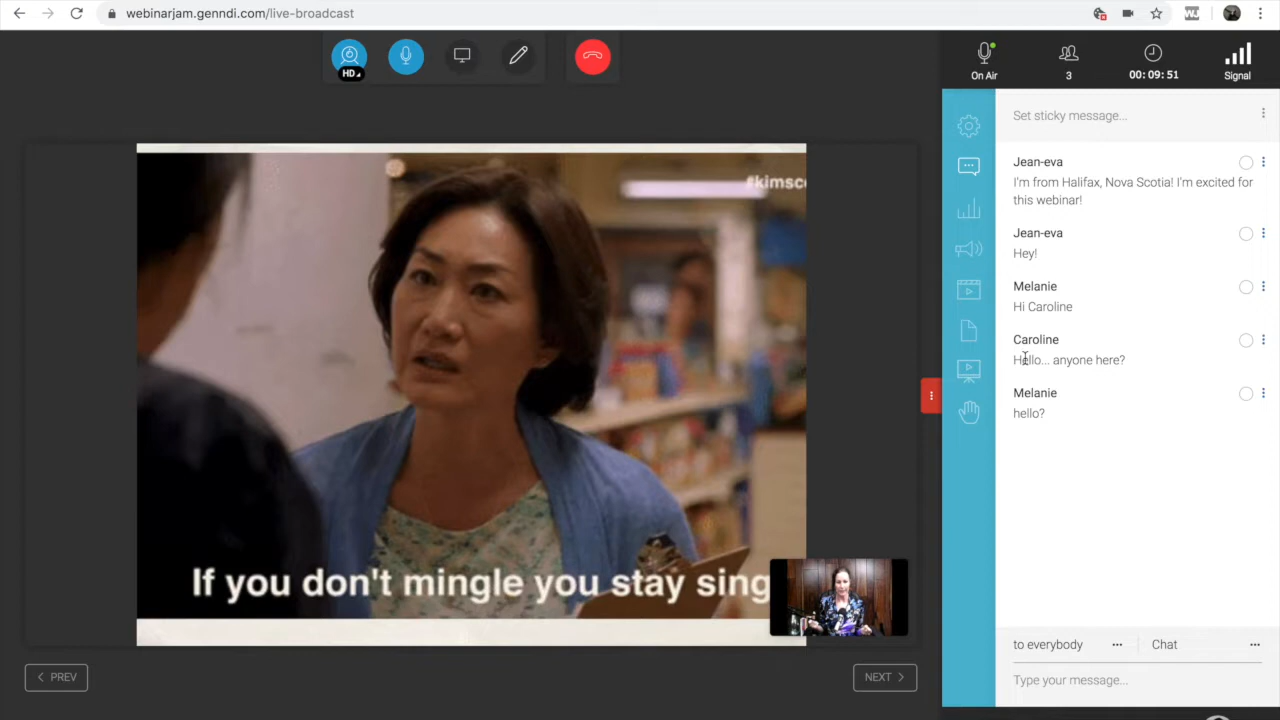 webinarjam.genndi.com/live-broadcast
HD
On Air
3
00:09:51
Signal
Set sticky message...
Jean-eva
I'm from Halifax, Nova Scotia! I'm excited for
this webinar!
Jean-eva
Hey!
Melanie
Hi Caroline
Caroline
Hello... anyone here?
Melanie
hello?
#kimsc
If you don't mingle you stay sing
PREV
NEXT
to everybody
Chat
Type your message...